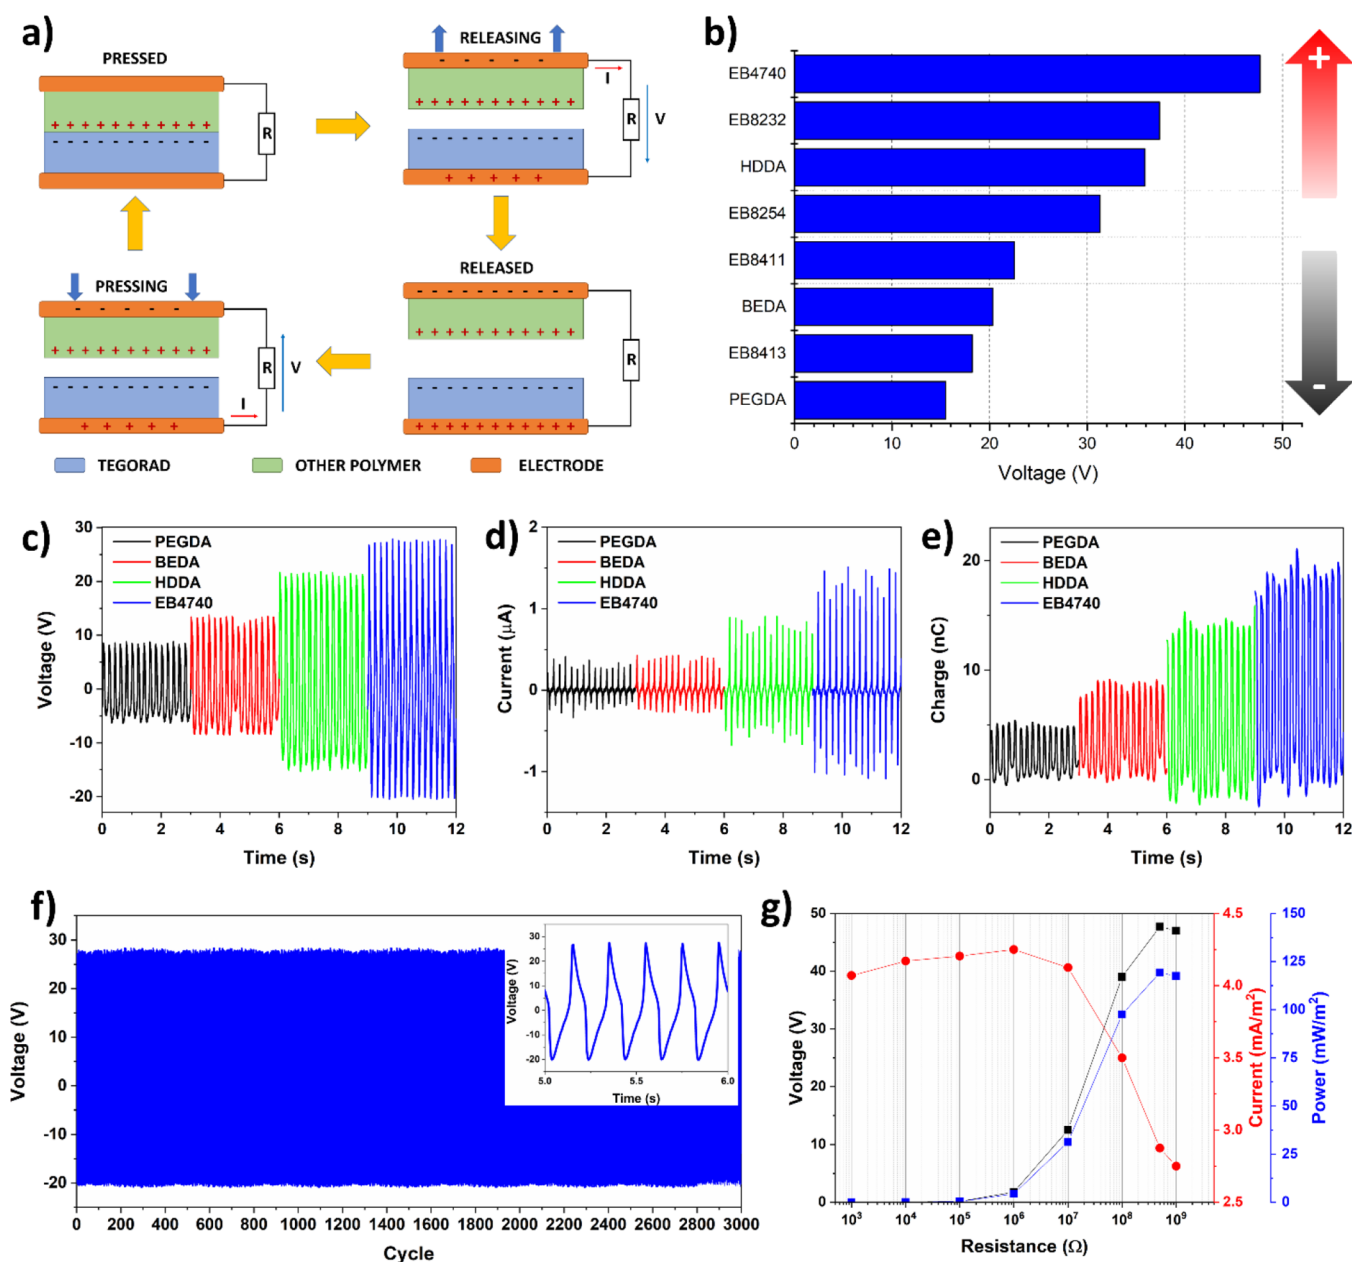 a)
PRESSED
+ + + + + + + + + + +
- - - - - - - - - -
R
RELEASING
- - - - -
I
+ + + + + + + + + + +
R
V
- - - - - - - - - -
+ + + + +
PRESSING
- - - - -
+ + + + + + + + + + +
R
V
- - - - - - - - - -
I
+ + + + +
RELEASED
- - - - - - - - - -
+ + + + + + + + + + +
R
- - - - - - - - - -
+ + + + + + + + + + +
TEGORAD
OTHER POLYMER
ELECTRODE
b)
EB4740
EB8232
HDDA
EB8254
EB8411
BEDA
EB8413
PEGDA
0 10 20 30 40 50
Voltage (V)
+
-
c)
30
20
10
0
-10
-20
Voltage (V)
PEGDA
BEDA
HDDA
EB4740
0 2 4 6 8 10 12
Time (s)
d)
2
1
0
-1
Current (μA)
PEGDA
BEDA
HDDA
EB4740
0 2 4 6 8 10 12
Time (s)
e)
20
10
0
Charge (nC)
PEGDA
BEDA
HDDA
EB4740
0 2 4 6 8 10 12
Time (s)
f)
30
20
10
0
-10
-20
Voltage (V)
0 200 400 600 800 1000 1200 1400 1600 1800 2000 2200 2400 2600 2800 3000
Cycle
30
20
10
0
-10
-20
Voltage (V)
5.0 5.5 6.0
Time (s)
g)
50
40
30
20
10
0
Voltage (V)
10³ 10⁴ 10⁵ 10⁶ 10⁷ 10⁸ 10⁹
Resistance (Ω)
4.5
4.0
3.5
3.0
2.5
Current (mA/m²)
150
125
100
75
50
25
0
Power (mW/m²)